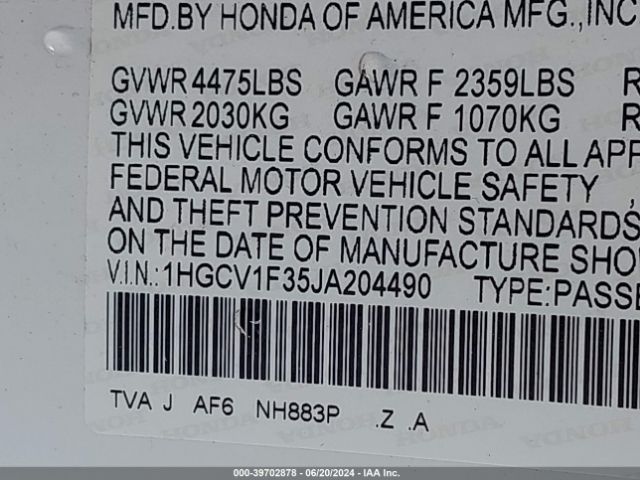 MFD.BY HONDA OF AMERICA MFG.,INC
GVWR 4475LBS GAWR F 2359LBS R
GVWR 2030KG GAWR F 1070KG R
THIS VEHICLE CONFORMS TO ALL APP
FEDERAL MOTOR VEHICLE SAFETY ,
AND THEFT PREVENTION STANDARDS
ON THE DATE OF MANUFACTURE SHO
V.I.N.:1HGCV1F35JA204490 TYPE:PASSE
TVA J AF6 NH883P .Z .A
000-39702878 - 06/20/2024 - IAA Inc.